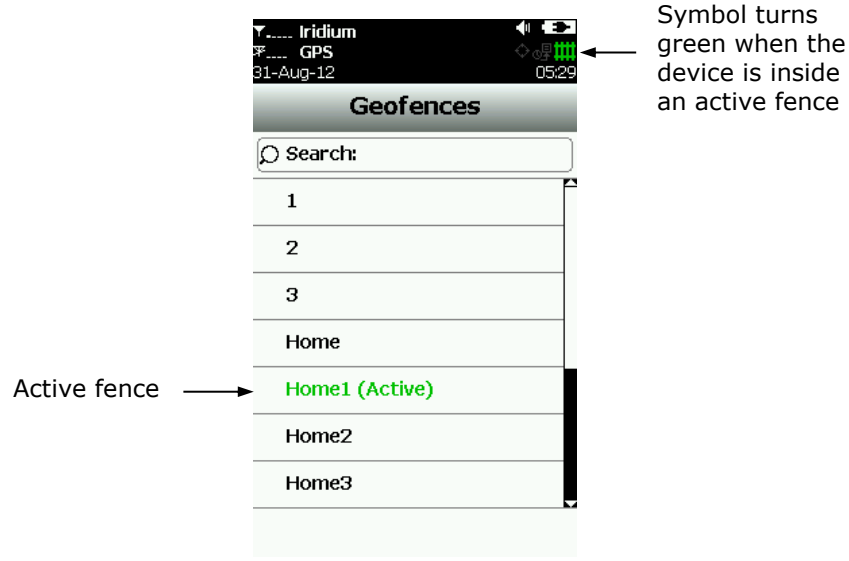 Iridium
GPS
31-Aug-12 05:29
Symbol turns
green when the
device is inside
an active fence
Geofences
Search:
1
2
3
Home
Active fence
Home1 (Active)
Home2
Home3